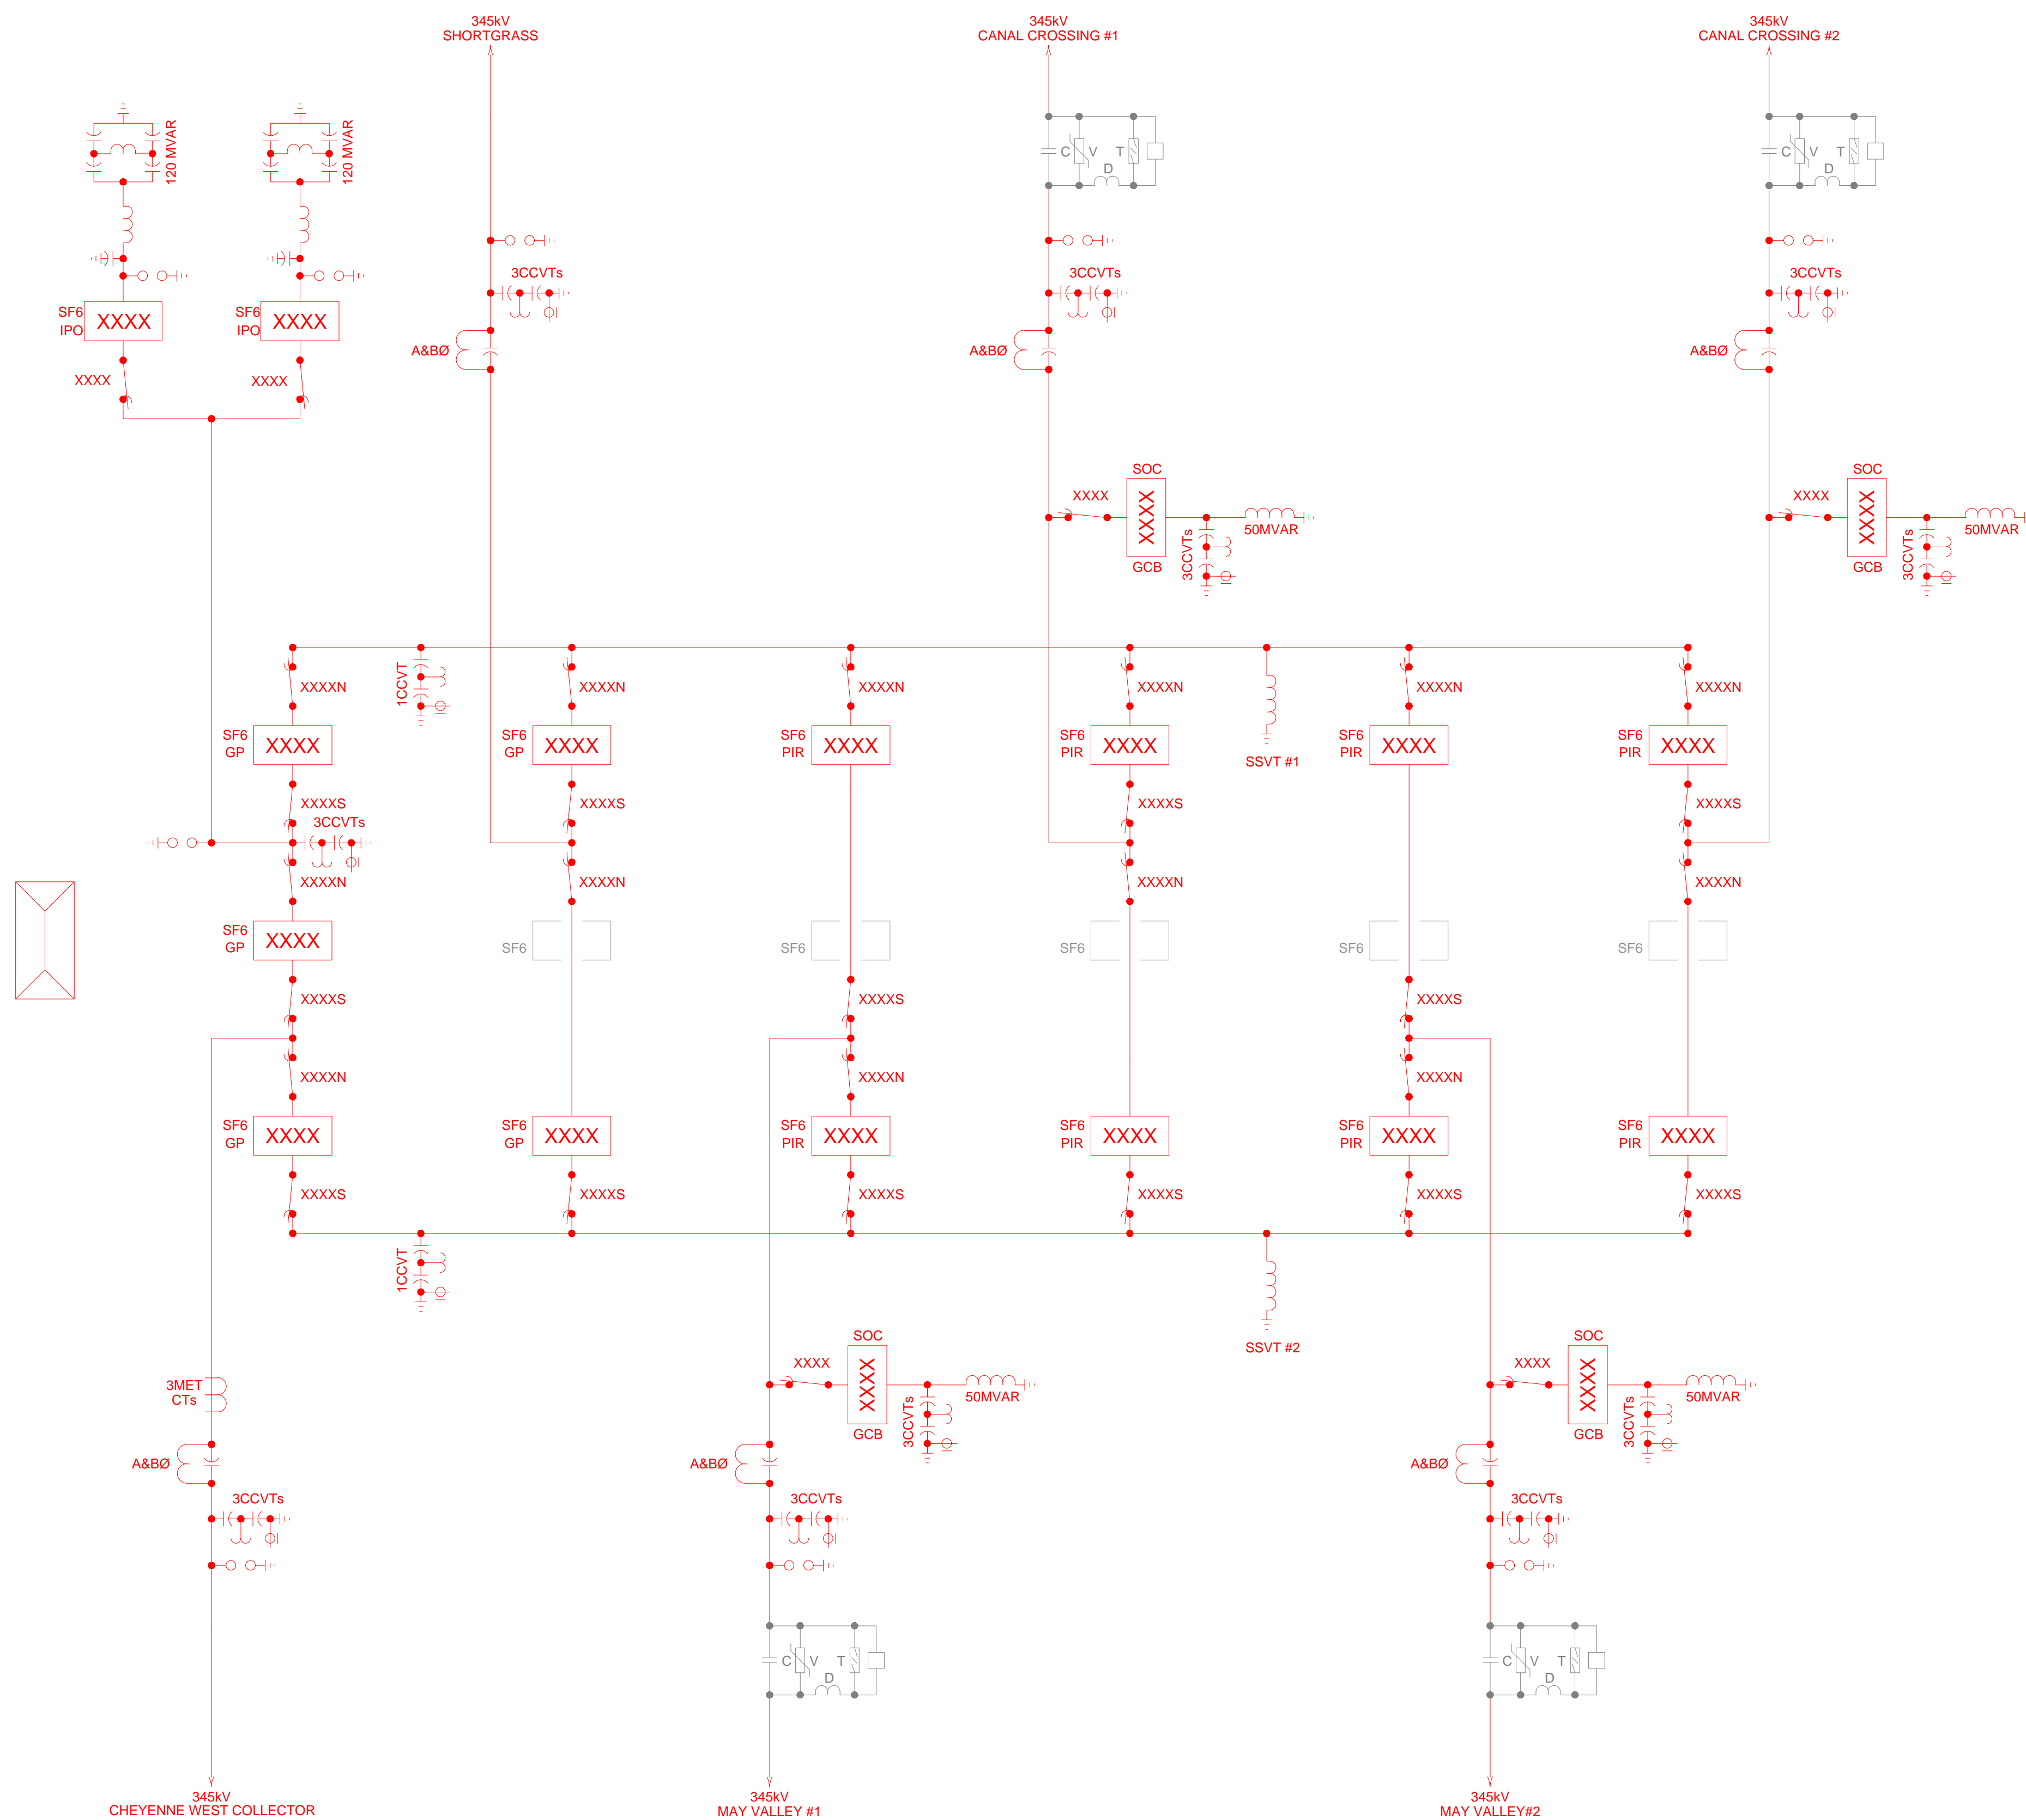 345kV
SHORTGRASS
345kV
CANAL CROSSING #1
345kV
CANAL CROSSING #2
120 MVAR
120 MVAR
C
V
T
D
C
V
T
D
3CCVTs
3CCVTs
3CCVTs
SF6
IPO
XXXX
SF6
IPO
XXXX
A&BØ
A&BØ
A&BØ
XXXX
XXXX
SOC
XXXX
XXXX
GCB
3CCVTs
50MVAR
SOC
XXXX
XXXX
GCB
3CCVTs
50MVAR
1CCVT
XXXXN
XXXXN
XXXXN
XXXXN
XXXXN
XXXXN
SF6
GP
XXXX
SF6
GP
XXXX
SF6
PIR
XXXX
SF6
PIR
XXXX
SSVT #1
SF6
PIR
XXXX
SF6
PIR
XXXX
XXXXS
XXXXS
XXXXS
XXXXS
3CCVTs
XXXXN
XXXXN
XXXXN
XXXXN
SF6
GP
XXXX
SF6
SF6
SF6
SF6
SF6
XXXXS
XXXXS
XXXXS
XXXXN
XXXXN
XXXXN
SF6
GP
XXXX
SF6
GP
XXXX
SF6
PIR
XXXX
SF6
PIR
XXXX
SF6
PIR
XXXX
SF6
PIR
XXXX
XXXXS
XXXXS
XXXXS
XXXXS
XXXXS
XXXXS
1CCVT
SSVT #2
SOC
XXXX
XXXX
GCB
3CCVTs
50MVAR
SOC
XXXX
XXXX
GCB
3CCVTs
50MVAR
3MET
CTs
A&BØ
A&BØ
A&BØ
3CCVTs
3CCVTs
3CCVTs
C
V
T
D
C
V
T
D
345kV
CHEYENNE WEST COLLECTOR
345kV
MAY VALLEY #1
345kV
MAY VALLEY#2